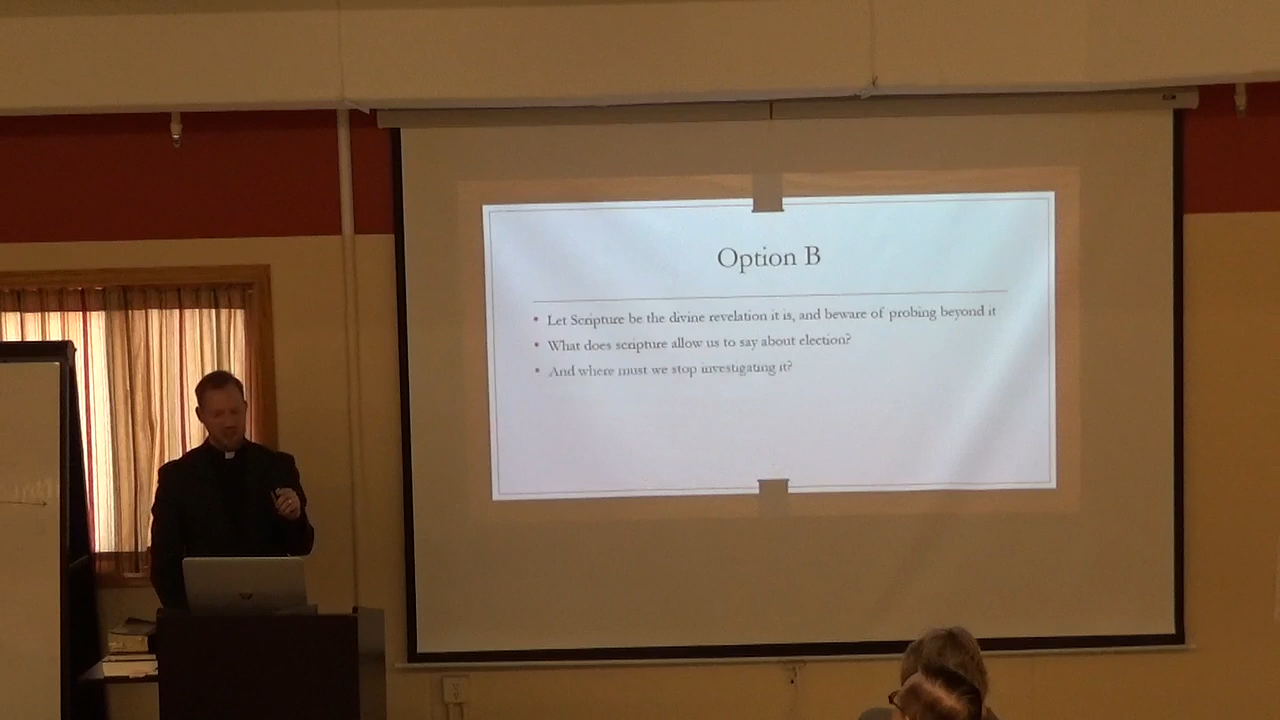 Option B
Let Scripture be the divine revelation it is, and beware of probing beyond it
What does scripture allow us to say about election?
And where must we stop investigating it?